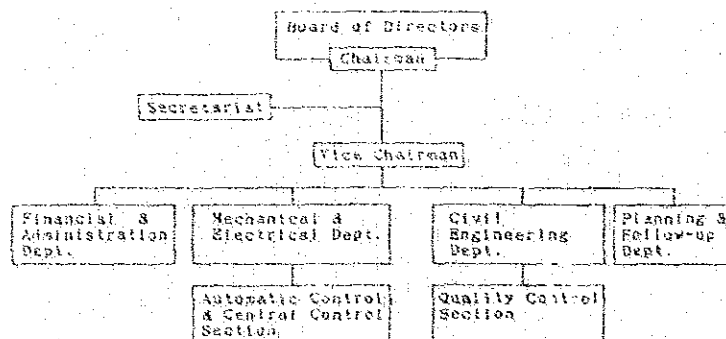 Board of Directors
Chairman
Secretariat
Vice Chairman
Financial &
Administration
Dept.
Mechanical &
Electrical Dept.
Civil
Engineering
Dept.
Planning &
Follow-up
Dept.
Automatic Control
& Central Control
Section
Quality Control
Section